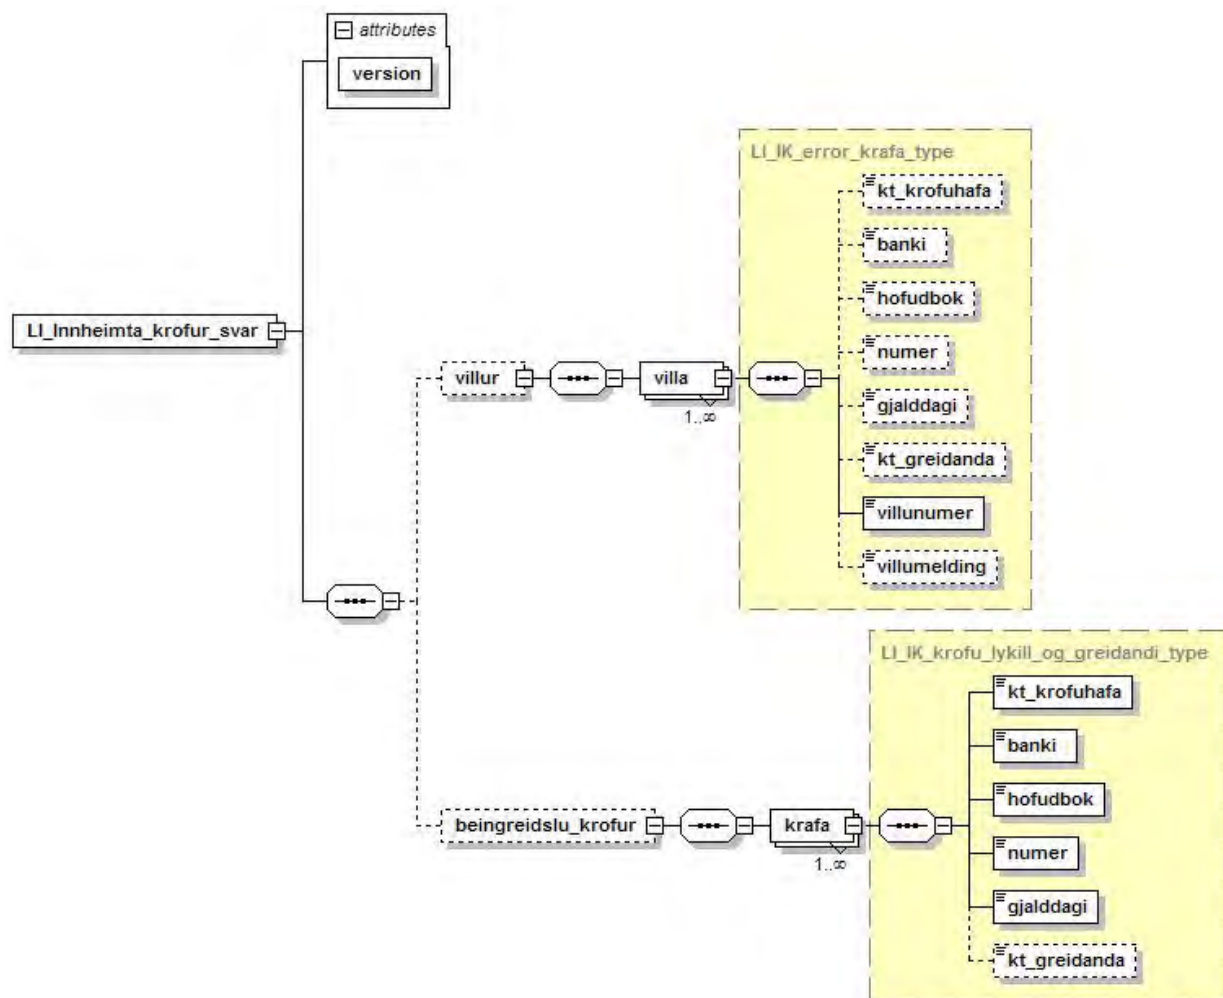 attributes
version
LI_IK_error_krafa_type
kt_krofuhafa
banki
hofudbok
LI_Innheimta_krofur_svar
numer
villur
villa
1..∞
gjalddagi
kt_greidanda
villunumer
villumelding
LI_IK_krofu_lykill_og_greidandi_type
kt_krofuhafa
banki
hofudbok
beingreidslu_krofur
krafa
1..∞
numer
gjalddagi
kt_greidanda